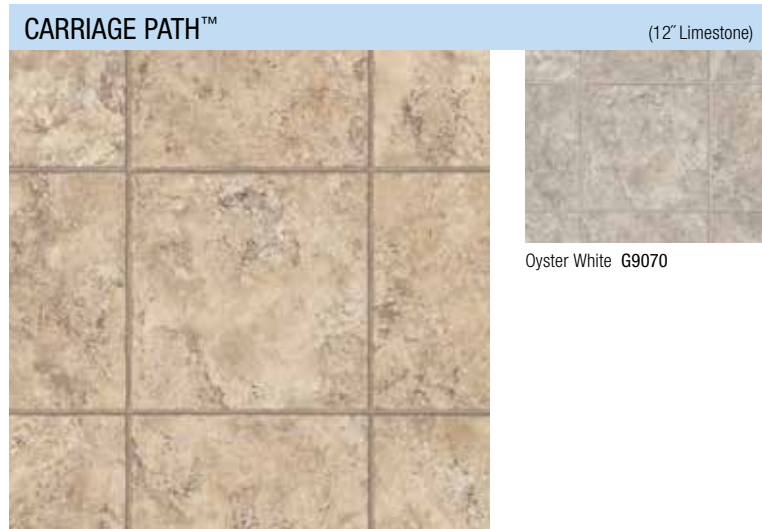 CARRIAGE PATH™
(12″ Limestone)
Oyster White G9070